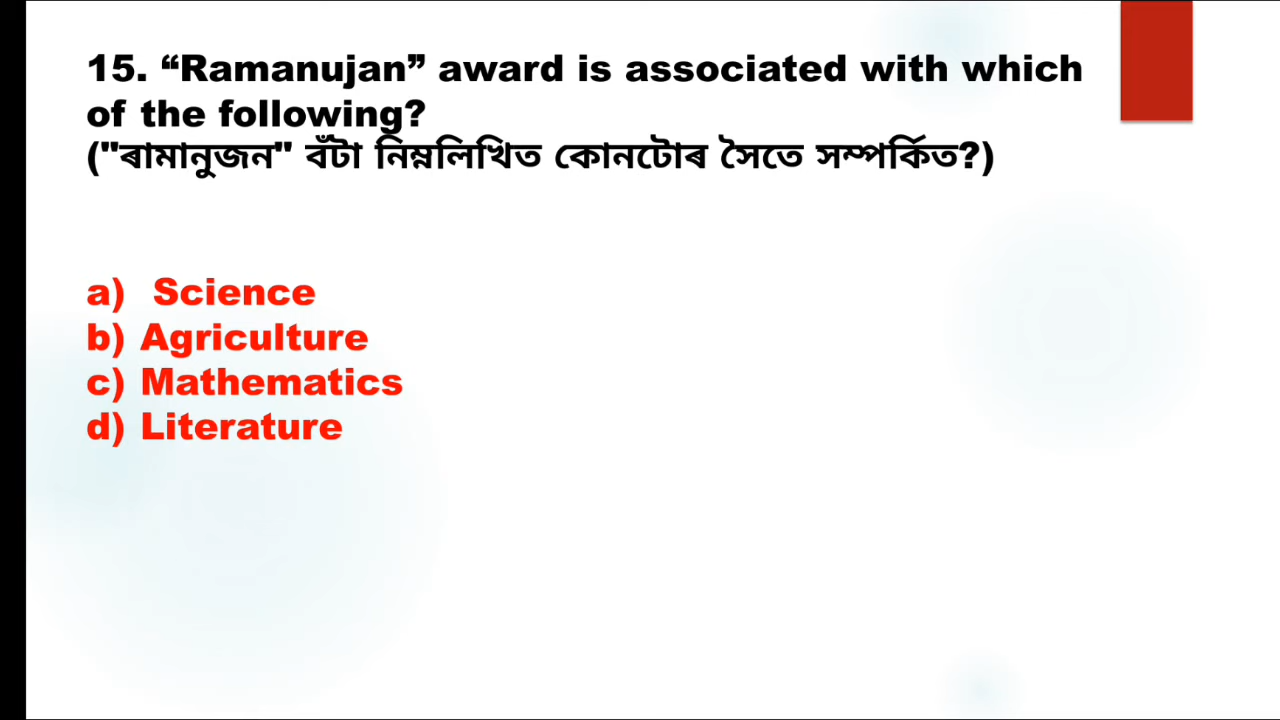 15. “Ramanujan” award is associated with which
of the following?
("ৰামানুজন" বঁটা নিম্নলিখিত কোনটোৰ সৈতে সম্পৰ্কিত?)
a) Science
b) Agriculture
c) Mathematics
d) Literature